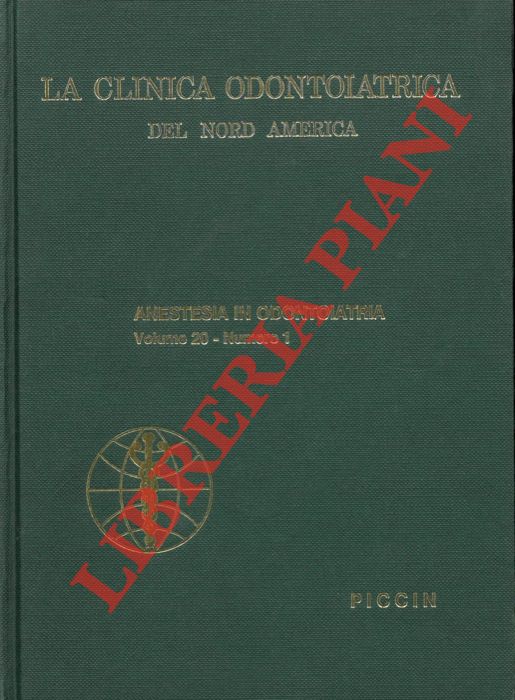 LA CLINICA ODONTOIATRICA
DEL NORD AMERICA
ANESTESIA IN ODONTOIATRIA
Volume 20 - Numero 1
PICCIN
LIBRERIA PIANI